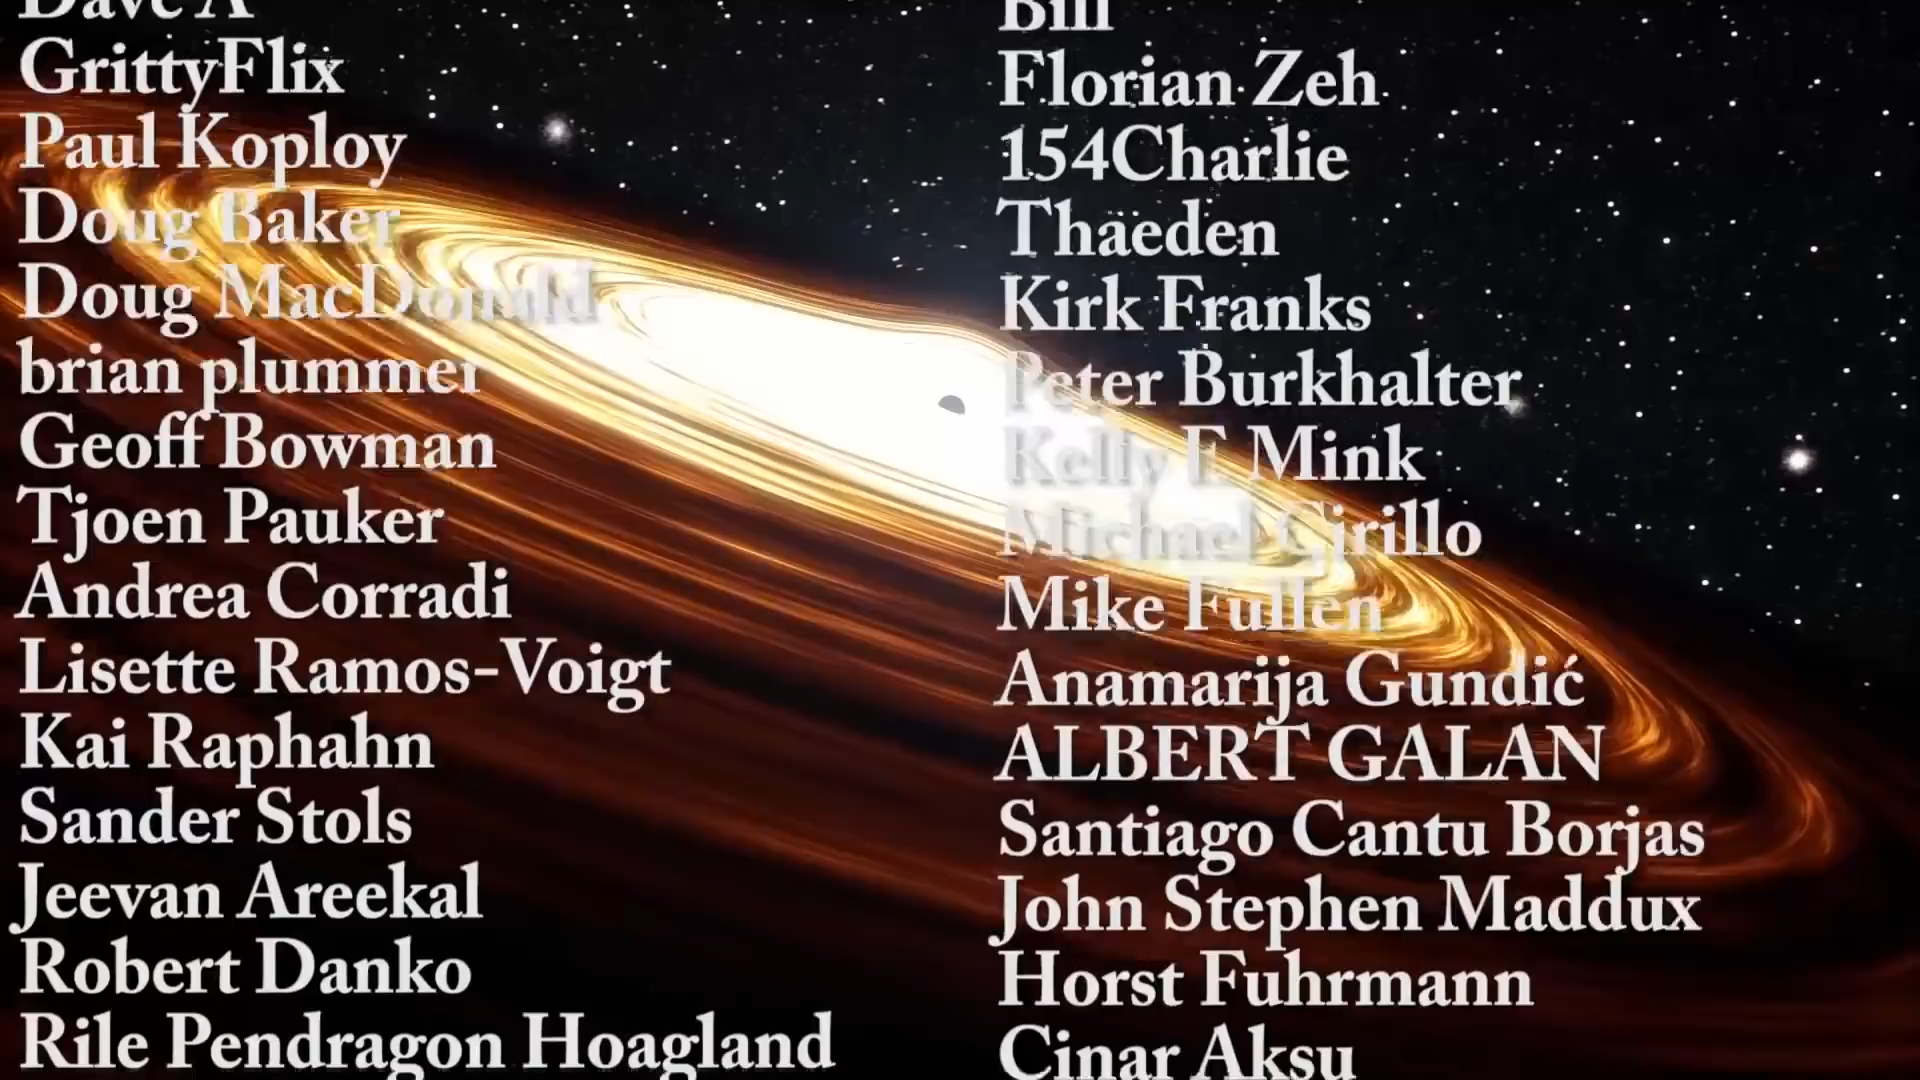 Dave A
GrittyFlix
Paul Koploy
Doug Baker
Doug MacDonald
brian plummer
Geoff Bowman
Tjoen Pauker
Andrea Corradi
Lisette Ramos-Voigt
Kai Raphahn
Sander Stols
Jeevan Areekal
Robert Danko
Rile Pendragon Hoagland
Bill
Florian Zeh
154Charlie
Thaeden
Kirk Franks
Peter Burkhalter
Kelly E Mink
Michael Cirillo
Mike Fullen
Anamarija Gundić
ALBERT GALAN
Santiago Cantu Borjas
John Stephen Maddux
Horst Fuhrmann
Cinar Aksu